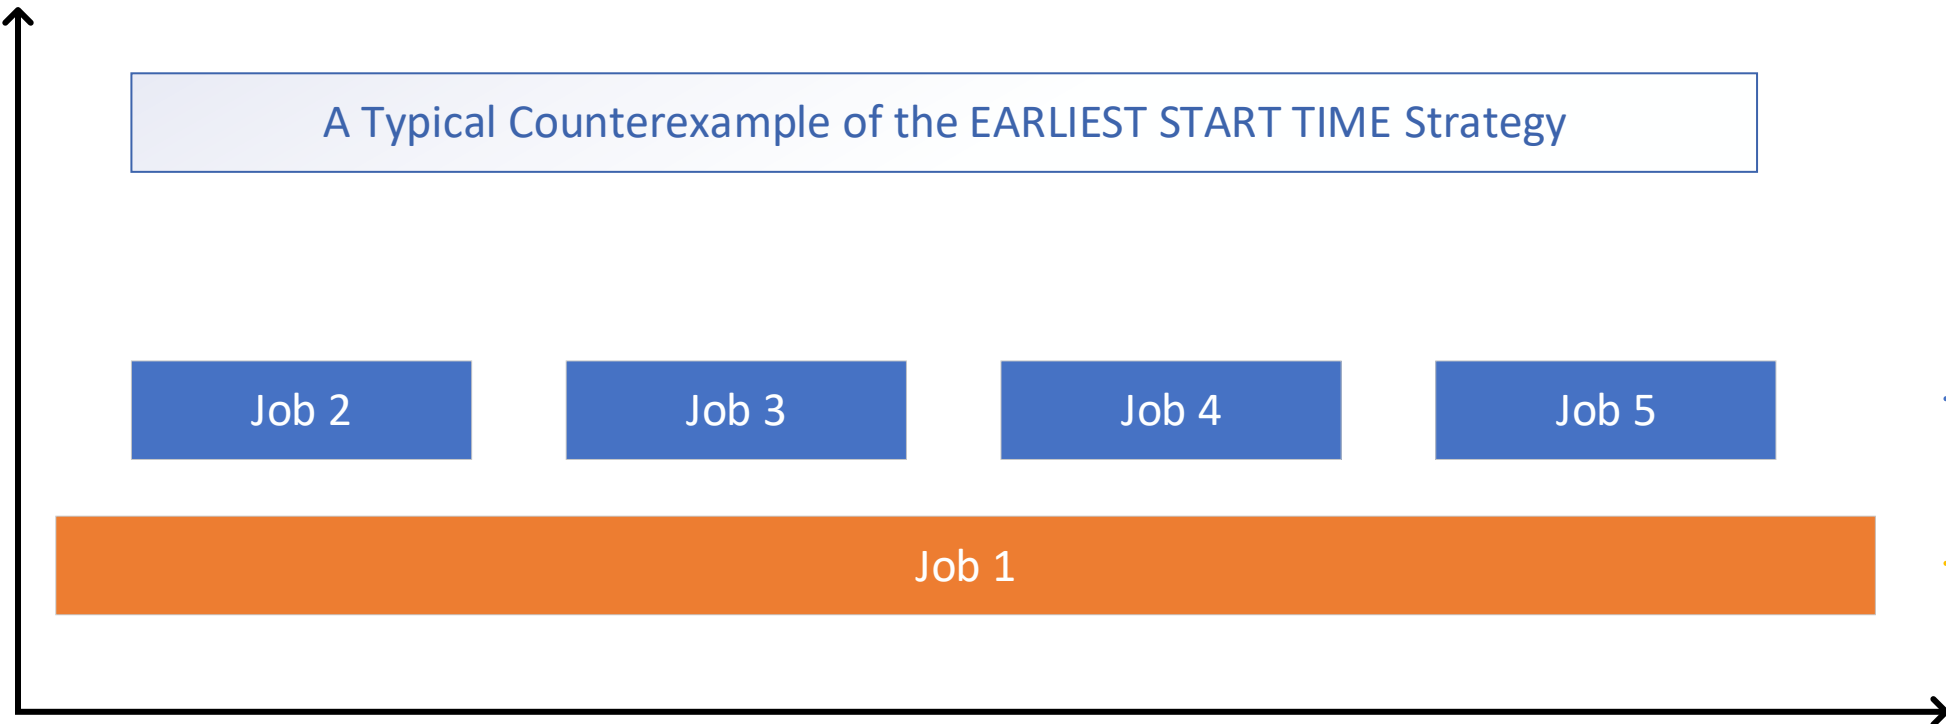 A Typical Counterexample of the EARLIEST START TIME Strategy
Job 2
Job 3
Job 4
Job 5
Job 1